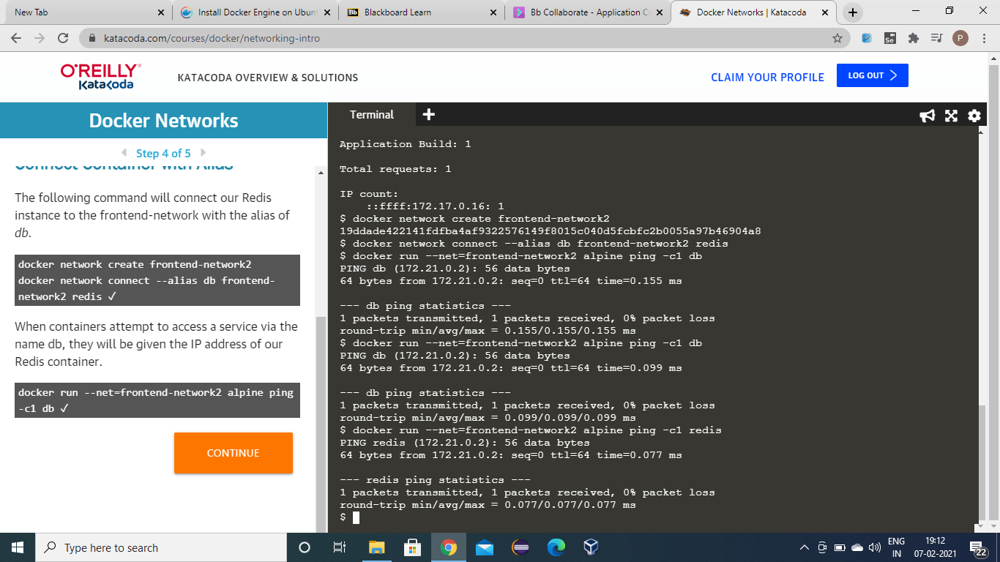 New Tab
Install Docker Engine on Ubun
Blackboard Learn
Bb Collaborate - Application C
Docker Networks | Katacoda
katacoda.com/courses/docker/networking-intro
O'REILLY
Katacoda
KATACODA OVERVIEW & SOLUTIONS
CLAIM YOUR PROFILE
LOG OUT
Docker Networks
Step 4 of 5
Connect Container with Alias
The following command will connect our Redis
instance to the frontend-network with the alias of
db.
docker network create frontend-network2
docker network connect --alias db frontend-
network2 redis ✓
When containers attempt to access a service via the
name db, they will be given the IP address of our
Redis container.
docker run --net=frontend-network2 alpine ping
-c1 db ✓
CONTINUE
Terminal
Application Build: 1
Total requests: 1
IP count:
::ffff:172.17.0.16: 1
$ docker network create frontend-network2
19ddade422141fdfba4af9322576149f8015c040d5fcbfc2b0055a97b46904a8
$ docker network connect --alias db frontend-network2 redis
$ docker run --net=frontend-network2 alpine ping -c1 db
PING db (172.21.0.2): 56 data bytes
64 bytes from 172.21.0.2: seq=0 ttl=64 time=0.155 ms
--- db ping statistics ---
1 packets transmitted, 1 packets received, 0% packet loss
round-trip min/avg/max = 0.155/0.155/0.155 ms
$ docker run --net=frontend-network2 alpine ping -c1 db
PING db (172.21.0.2): 56 data bytes
64 bytes from 172.21.0.2: seq=0 ttl=64 time=0.099 ms
--- db ping statistics ---
1 packets transmitted, 1 packets received, 0% packet loss
round-trip min/avg/max = 0.099/0.099/0.099 ms
$ docker run --net=frontend-network2 alpine ping -c1 redis
PING redis (172.21.0.2): 56 data bytes
64 bytes from 172.21.0.2: seq=0 ttl=64 time=0.077 ms
--- redis ping statistics ---
1 packets transmitted, 1 packets received, 0% packet loss
round-trip min/avg/max = 0.077/0.077/0.077 ms
$
Type here to search
ENG
IN
19:12
07-02-2021
22
Bb
Se
P